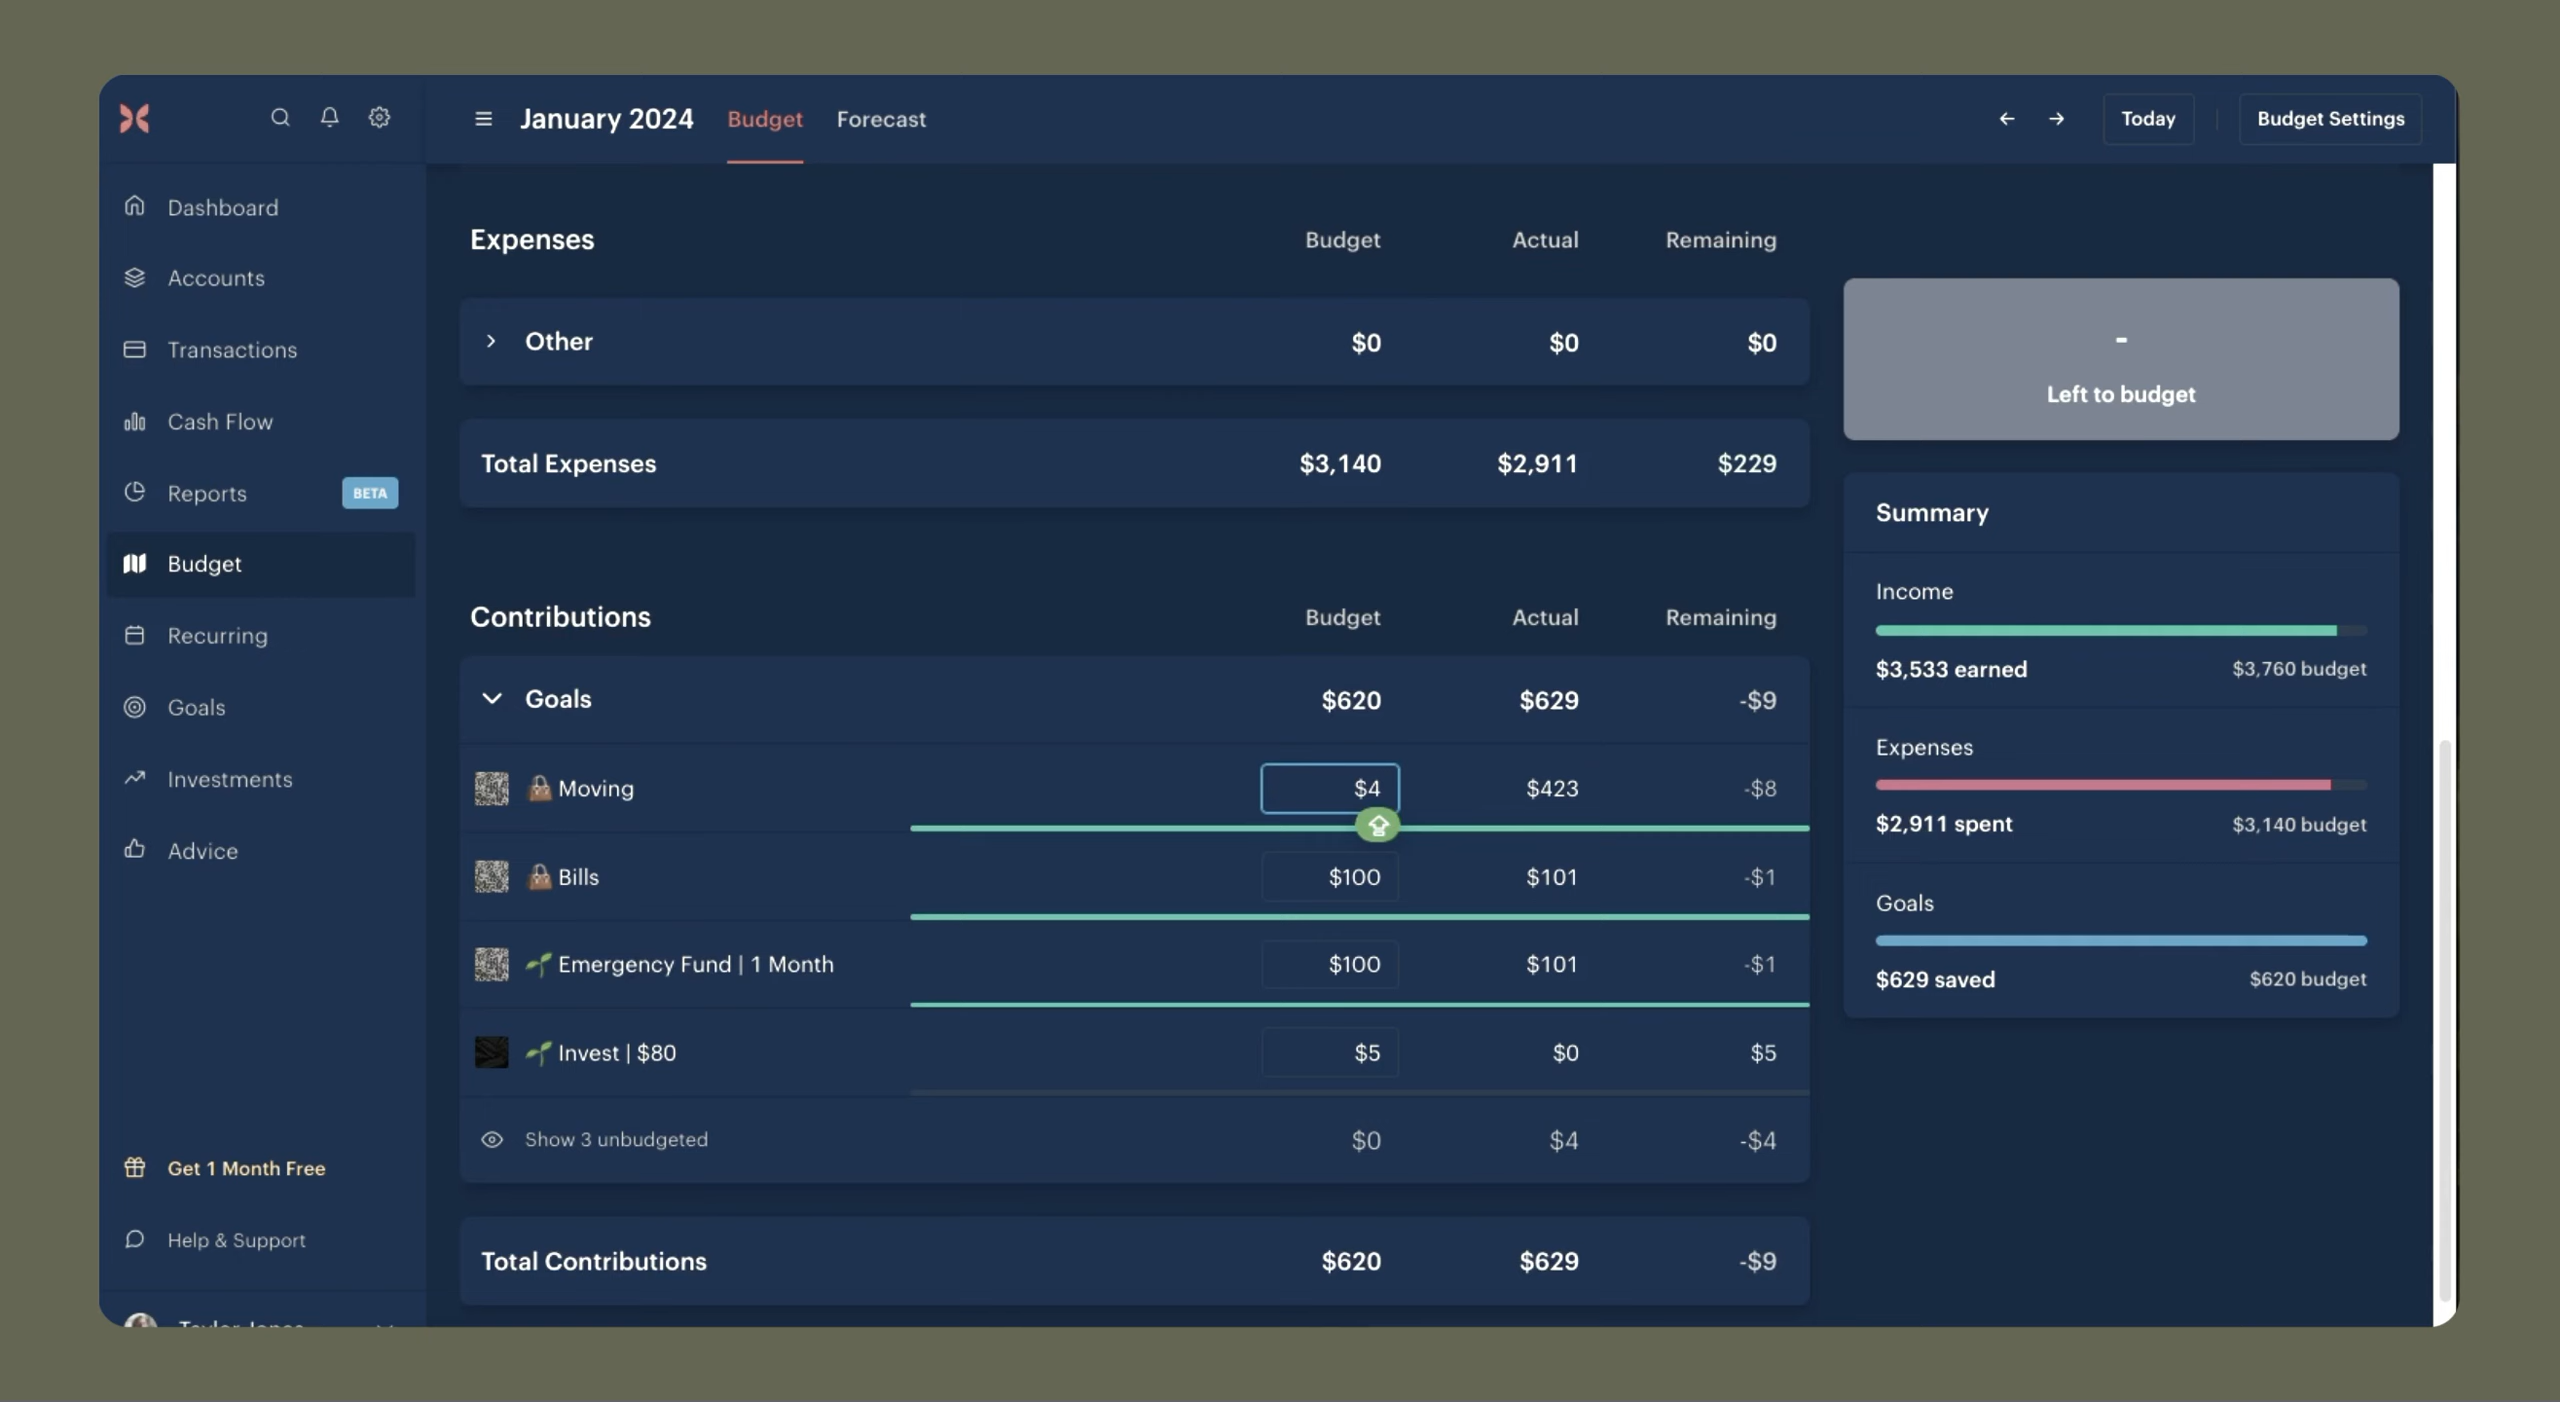 January 2024 Budget Forecast Today Budget Settings
Dashboard
Accounts
Transactions
Cash Flow
Reports BETA
Budget
Recurring
Goals
Investments
Advice
Get 1 Month Free
Help & Support
Expenses Budget Actual Remaining
Other $0 $0 $0
Total Expenses $3,140 $2,911 $229
Contributions Budget Actual Remaining
Goals $620 $629 -$9
Moving $4 $423 -$8
Bills $100 $101 -$1
Emergency Fund | 1 Month $100 $101 -$1
Invest | $80 $5 $0 $5
Show 3 unbudgeted $0 $4 -$4
Total Contributions $620 $629 -$9
-
Left to budget
Summary
Income
$3,533 earned $3,760 budget
Expenses
$2,911 spent $3,140 budget
Goals
$629 saved $620 budget